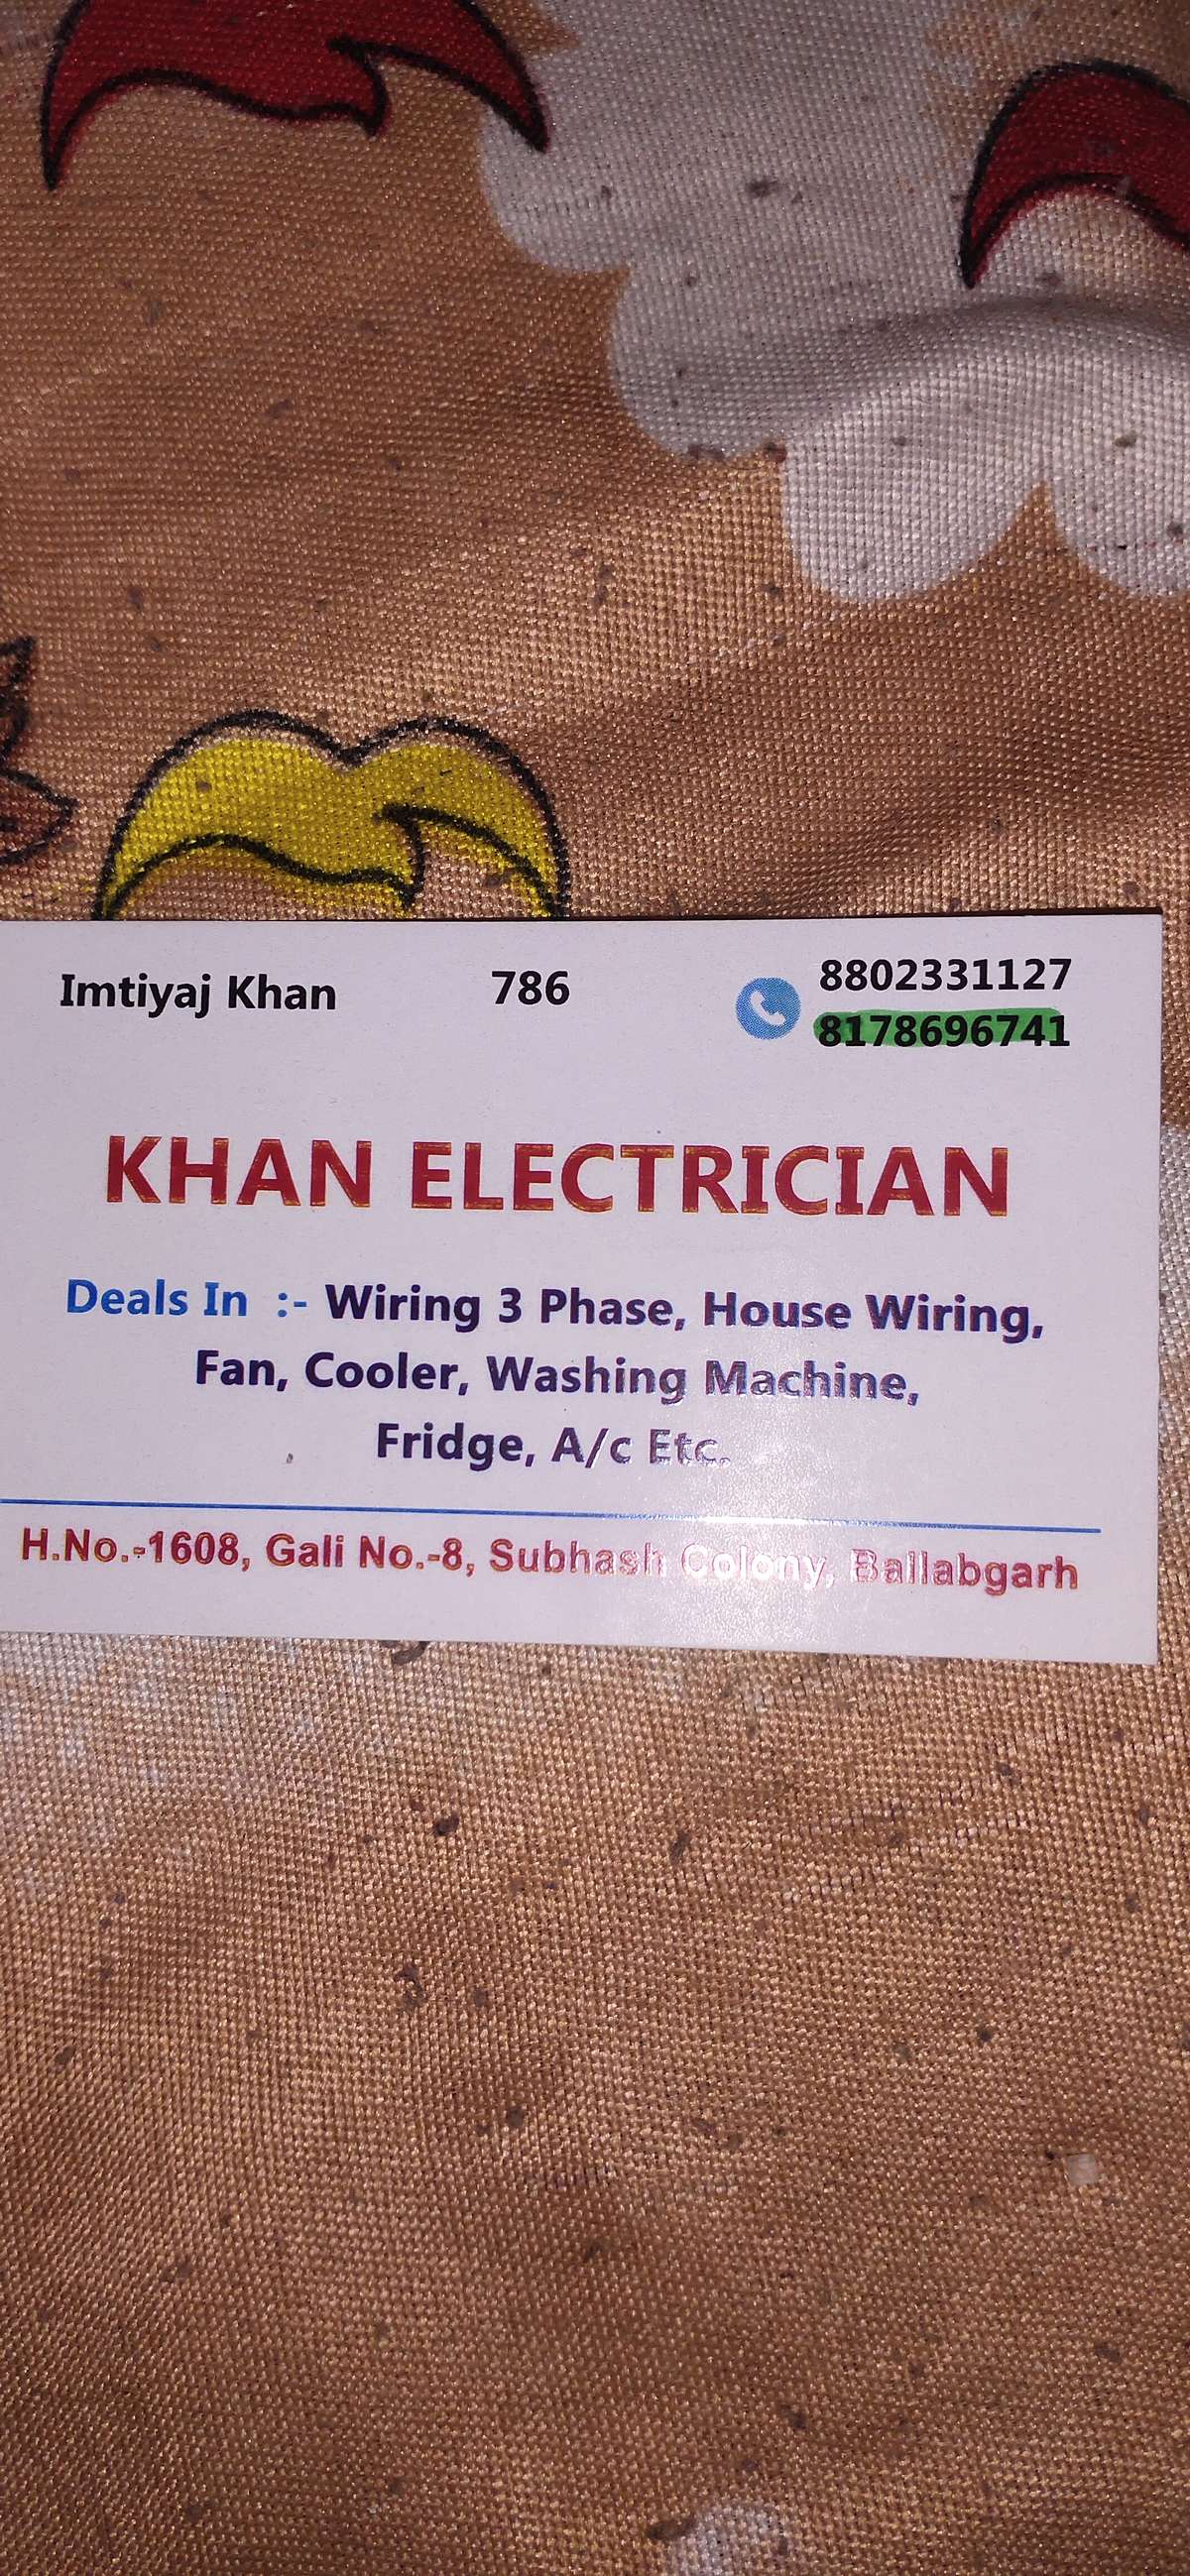 Imtiyaj Khan 786 8802331127
8178696741
KHAN ELECTRICIAN
Deals In :- Wiring 3 Phase, House Wiring,
Fan, Cooler, Washing Machine,
Fridge, A/c Etc.
H.No.-1608, Gali No.-8, Subhash Colony, Ballabgarh